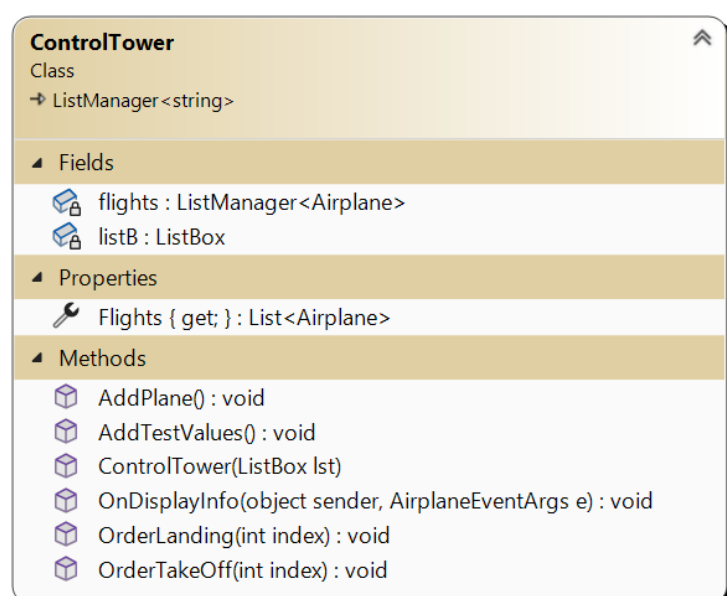 ControlTower
Class
ListManager<string>
Fields
flights : ListManager<Airplane>
listB : ListBox
Properties
Flights { get; } : List<Airplane>
Methods
AddPlane() : void
AddTestValues() : void
ControlTower(ListBox lst)
OnDisplayInfo(object sender, AirplaneEventArgs e) : void
OrderLanding(int index) : void
OrderTakeOff(int index) : void